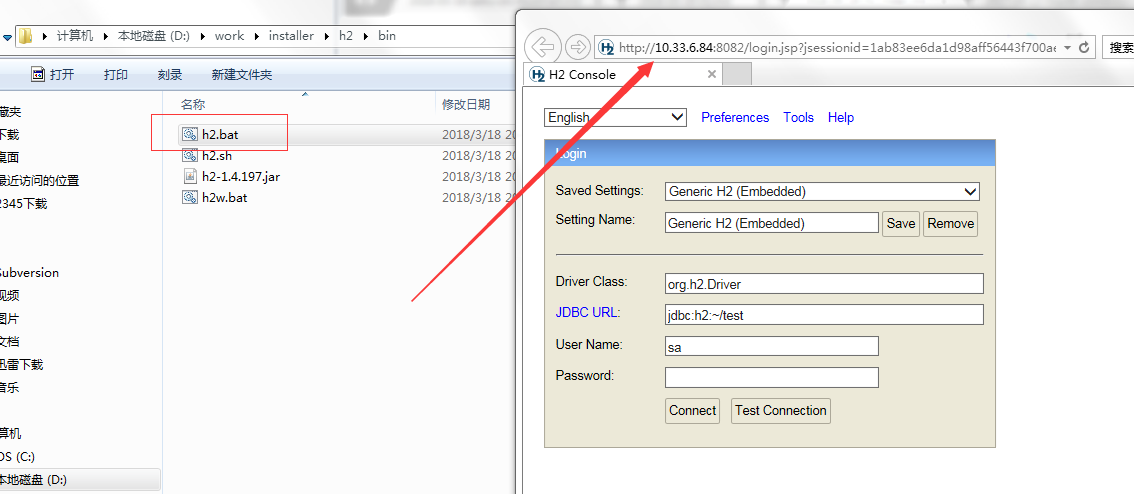 计算机 ▸ 本地磁盘 (D:) ▸ work ▸ installer ▸ h2 ▸ bin
打开 打印 刻录 新建文件夹
藏夹
下载
桌面
最近访问的位置
2345下载
Subversion
视频
图片
文档
迅雷下载
音乐
计算机
OS (C:)
本地磁盘 (D:)
名称 修改日期
h2.bat 2018/3/18 20
h2.sh 2018/3/18 20
h2-1.4.197.jar 2018/3/18 20
h2w.bat 2018/3/18 20
http://10.33.6.84:8082/login.jsp?jsessionid=1ab83ee6da1d98aff56443f700ae
搜索
H2 Console
English Preferences Tools Help
Login
Saved Settings: Generic H2 (Embedded)
Setting Name: Generic H2 (Embedded) Save Remove
Driver Class: org.h2.Driver
JDBC URL: jdbc:h2:~/test
User Name: sa
Password:
Connect Test Connection